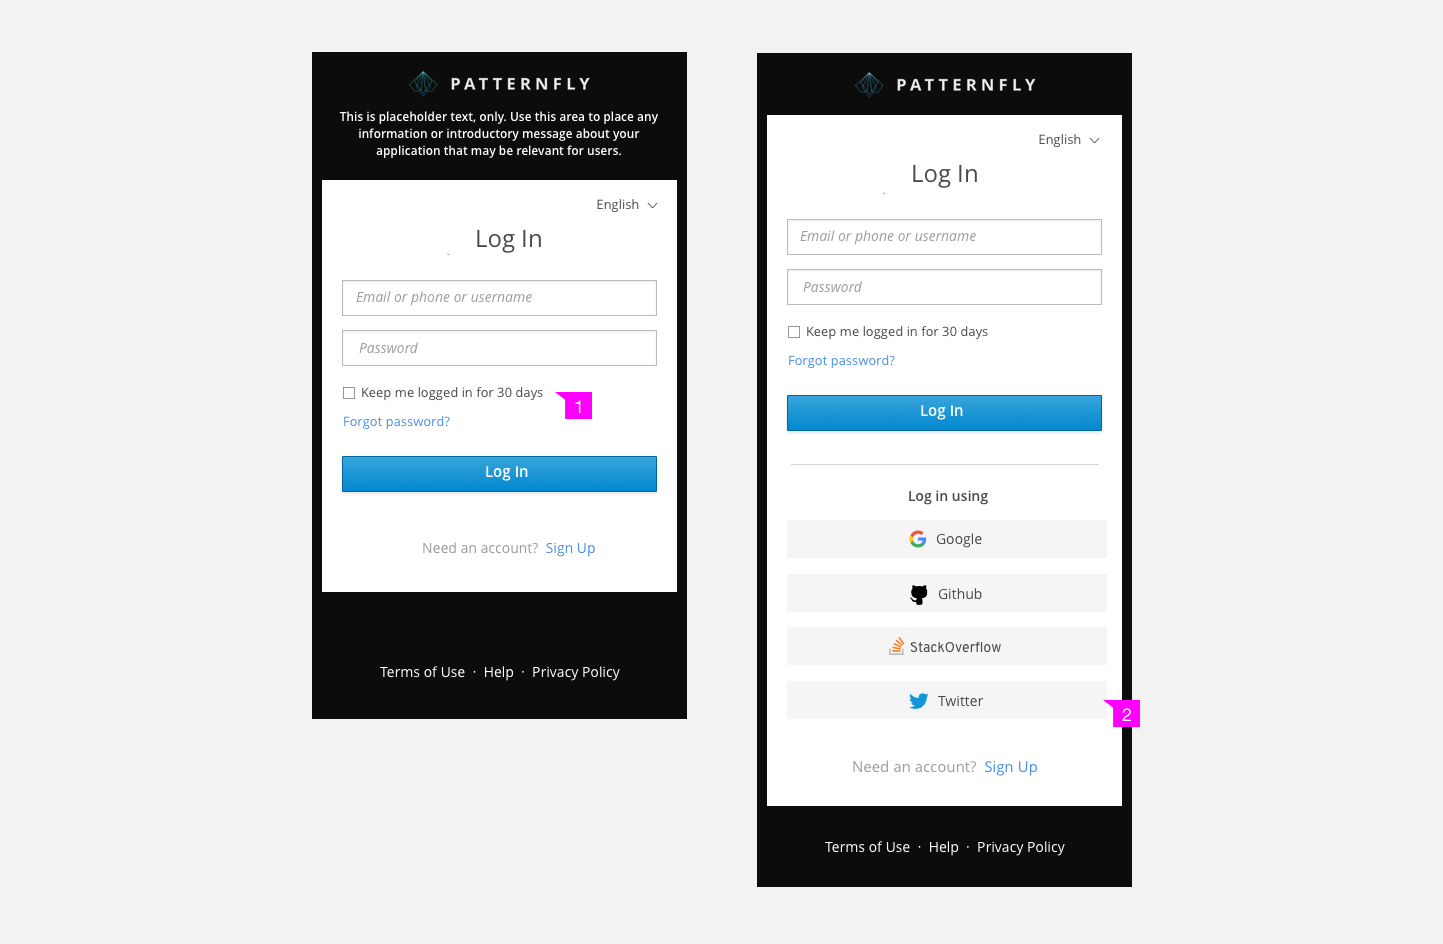 PATTERNFLY
This is placeholder text, only. Use this area to place any
information or introductory message about your
application that may be relevant for users.
English
Log In
Email or phone or username
Password
Keep me logged in for 30 days
1
Forgot password?
Log In
Need an account? Sign Up
Terms of Use · Help · Privacy Policy
PATTERNFLY
English
Log In
Email or phone or username
Password
Keep me logged in for 30 days
Forgot password?
Log In
Log in using
Google
Github
StackOverflow
Twitter
2
Need an account? Sign Up
Terms of Use · Help · Privacy Policy